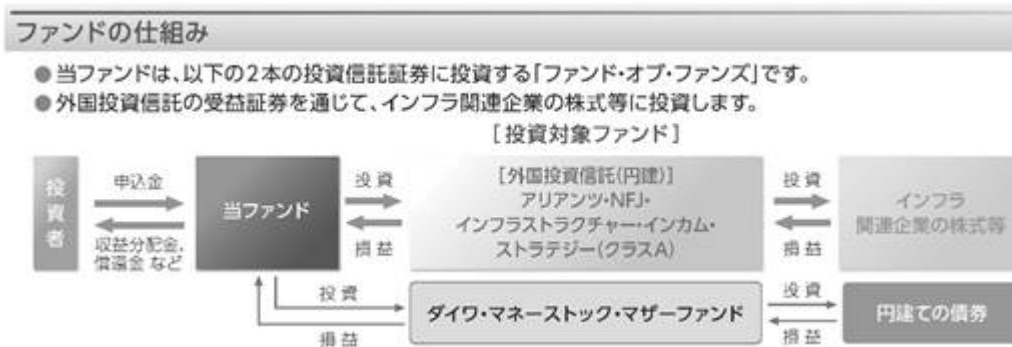 ファンドの仕組み
●当ファンドは、以下の2本の投資信託証券に投資する「ファンド・オブ・ファンズ」です。
●外国投資信託の受益証券を通じて、インフラ関連企業の株式等に投資します。
[投資対象ファンド]
投資者
申込金
収益分配金、
償還金 など
当ファンド
投資
損益
[外国投資信託(円建)]
アリアンツ・NFJ・
インフラストラクチャー・インカム・
ストラテジー(クラスA)
投資
損益
インフラ
関連企業の株式等
投資
損益
ダイワ・マネーストック・マザーファンド
投資
損益
円建ての債券